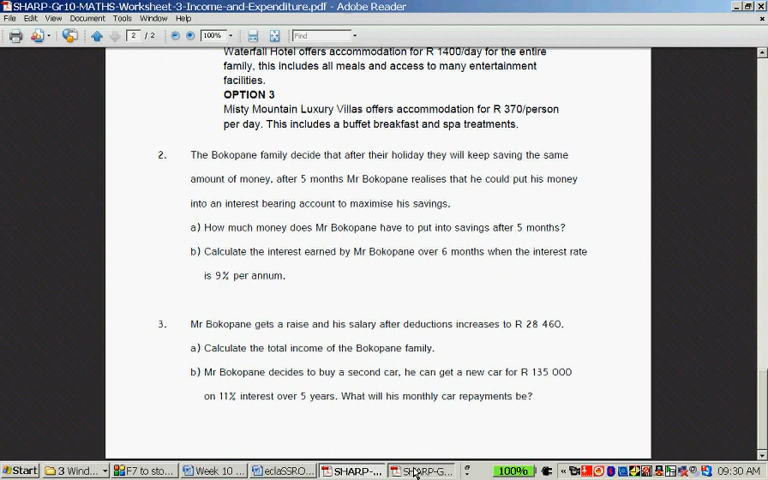 SHARP-Gr10-MATHS-Worksheet-3-Income-and-Expenditure.pdf - Adobe Reader
File Edit View Document Tools Window Help
2 / 2 100% Find
Waterfall Hotel offers accommodation for R 1400/day for the entire
family, this includes all meals and access to many entertainment
facilities.
OPTION 3
Misty Mountain Luxury Villas offers accommodation for R 370/person
per day. This includes a buffet breakfast and spa treatments.
2. The Bokopane family decide that after their holiday they will keep saving the same
amount of money, after 5 months Mr Bokopane realises that he could put his money
into an interest bearing account to maximise his savings.
a) How much money does Mr Bokopane have to put into savings after 5 months?
b) Calculate the interest earned by Mr Bokopane over 6 months when the interest rate
is 9% per annum.
3. Mr Bokopane gets a raise and his salary after deductions increases to R 28 460.
a) Calculate the total income of the Bokopane family.
b) Mr Bokopane decides to buy a second car, he can get a new car for R 135 000
on 11% interest over 5 years. What will his monthly car repayments be?
Start 3 Wind... F7 to sto... Week 10 ... eclaSSRO... SHARP-... SHARP-G... 100% 09:30 AM